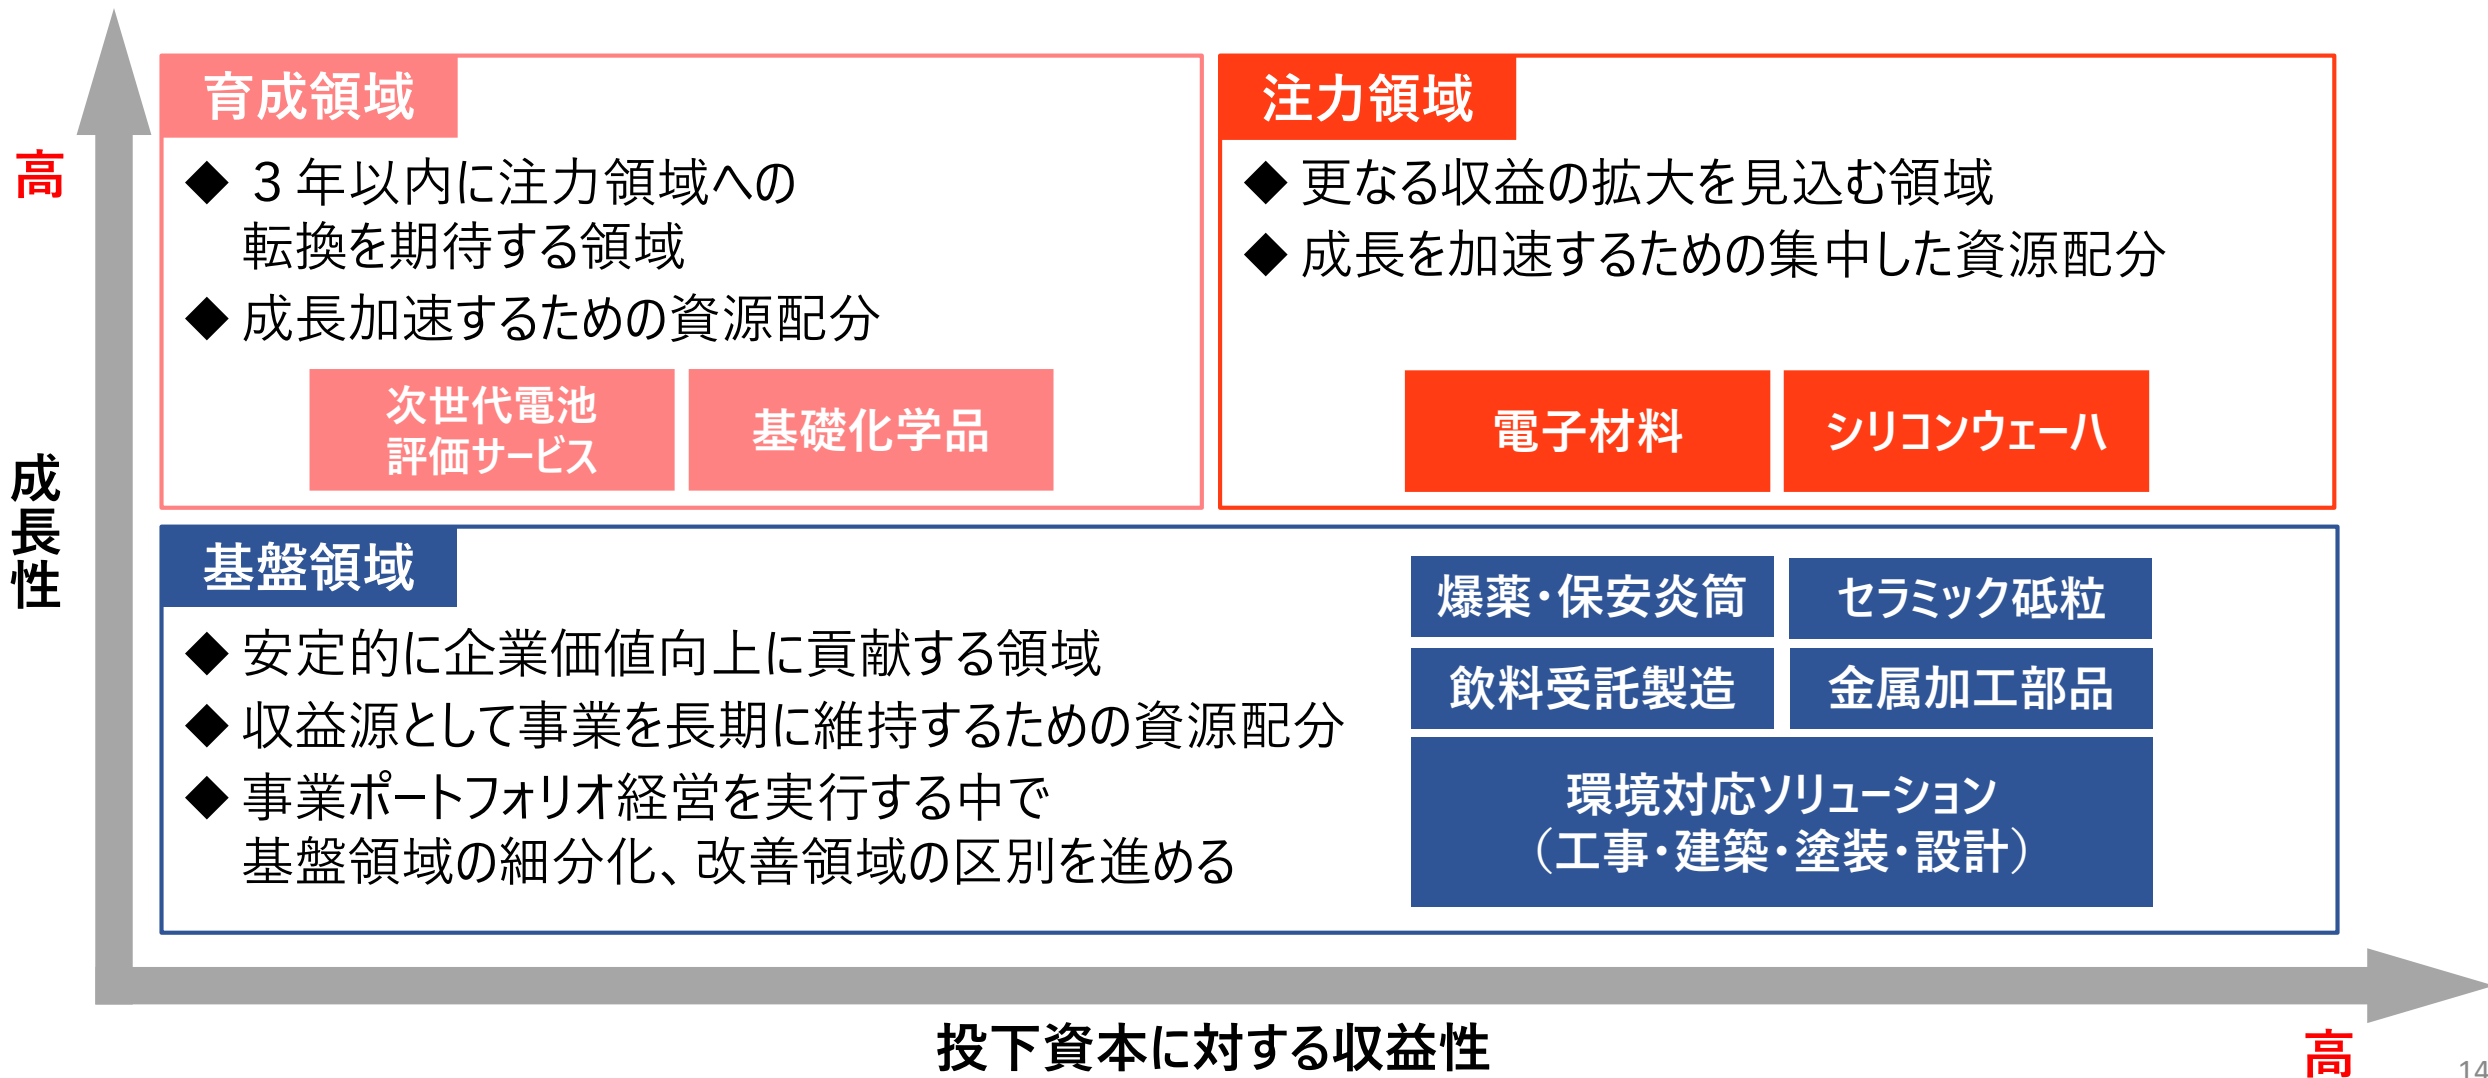 高
成長性
育成領域
◆ ３年以内に注力領域への
転換を期待する領域
◆ 成長加速するための資源配分
次世代電池
評価サービス
基礎化学品
注力領域
◆ 更なる収益の拡大を見込む領域
◆ 成長を加速するための集中した資源配分
電子材料
シリコンウェーハ
基盤領域
◆ 安定的に企業価値向上に貢献する領域
◆ 収益源として事業を長期に維持するための資源配分
◆ 事業ポートフォリオ経営を実行する中で
基盤領域の細分化、改善領域の区別を進める
爆薬・保安炎筒
セラミック砥粒
飲料受託製造
金属加工部品
環境対応ソリューション
（工事・建築・塗装・設計）
投下資本に対する収益性
高
14